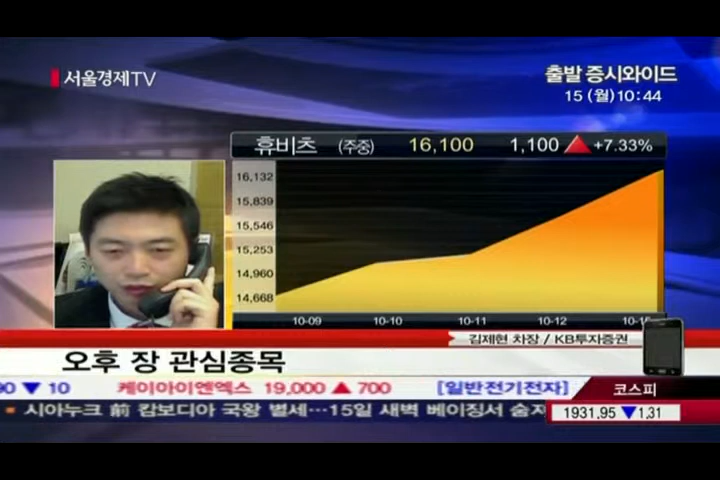 서울경제TV
출발 증시와이드
15 (월) 10:44
휴비츠 (주중) 16,100 1,100 ▲ +7.33%
16,132
15,839
15,546
15,253
14,960
14,668
10-09 10-10 10-11 10-12
김제현 차장 / KB투자증권
오후 장 관심종목
90 ▼ 10 케이아이엔엑스 19,000 ▲ 700 [일반전기전자]
코스피
1931.95 ▼1.31
시아누크 前 캄보디아 국왕 별세…15일 새벽 베이징서 숨져